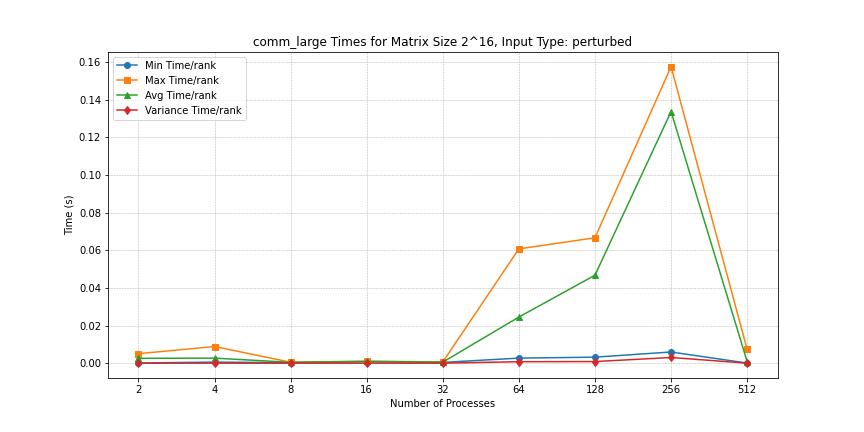 comm_large Times for Matrix Size 2^16, Input Type: perturbed
Min Time/rank
Max Time/rank
Avg Time/rank
Variance Time/rank
Time (s)
0.16
0.14
0.12
0.10
0.08
0.06
0.04
0.02
0.00
2 4 8 16 32 64 128 256 512
Number of Processes